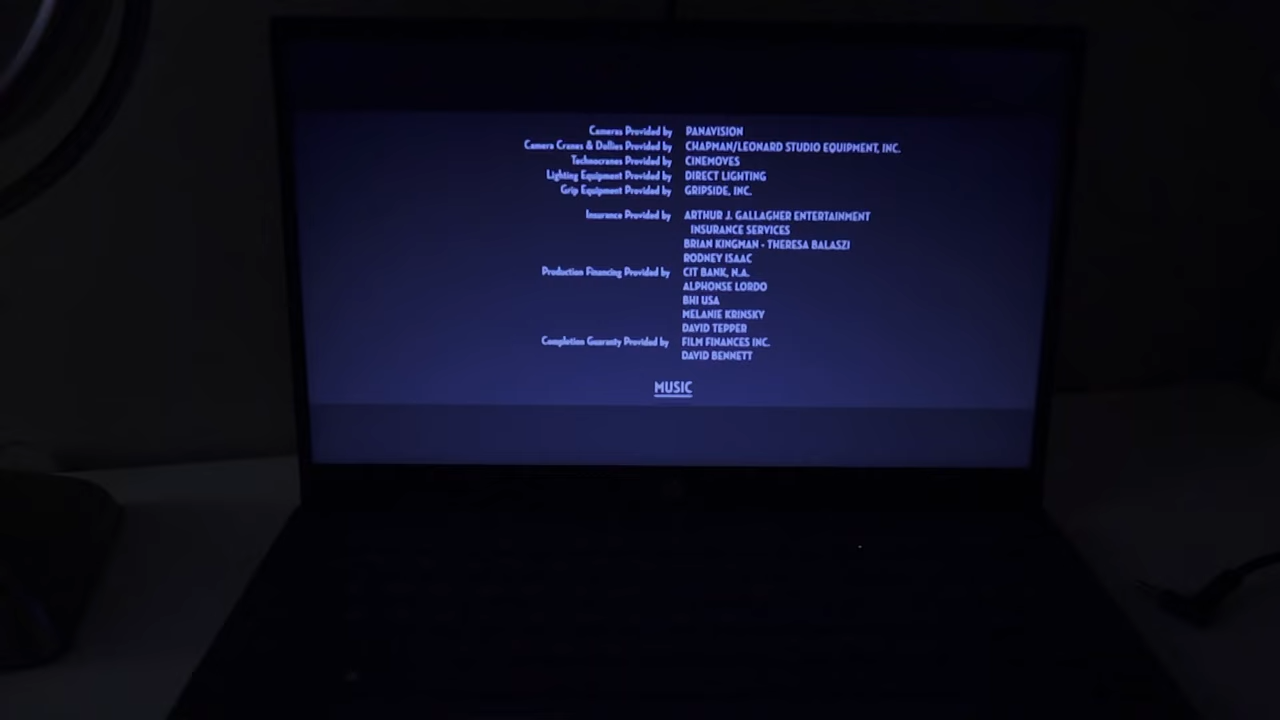 Cameras Provided by PANAVISION
Camera Cranes & Dollies Provided by CHAPMAN/LEONARD STUDIO EQUIPMENT, INC.
Technocranes Provided by CINEMOVES
Lighting Equipment Provided by DIRECT LIGHTING
Grip Equipment Provided by GRIPSIDE, INC.
Insurance Provided by ARTHUR J. GALLAGHER ENTERTAINMENT
INSURANCE SERVICES
BRIAN KINGMAN - THERESA BALASZI
RODNEY ISAAC
Production Financing Provided by CIT BANK, N.A.
ALPHONSE LORDO
BHI USA
MELANIE KRINSKY
DAVID TEPPER
Completion Guaranty Provided by FILM FINANCES INC.
DAVID BENNETT
MUSIC